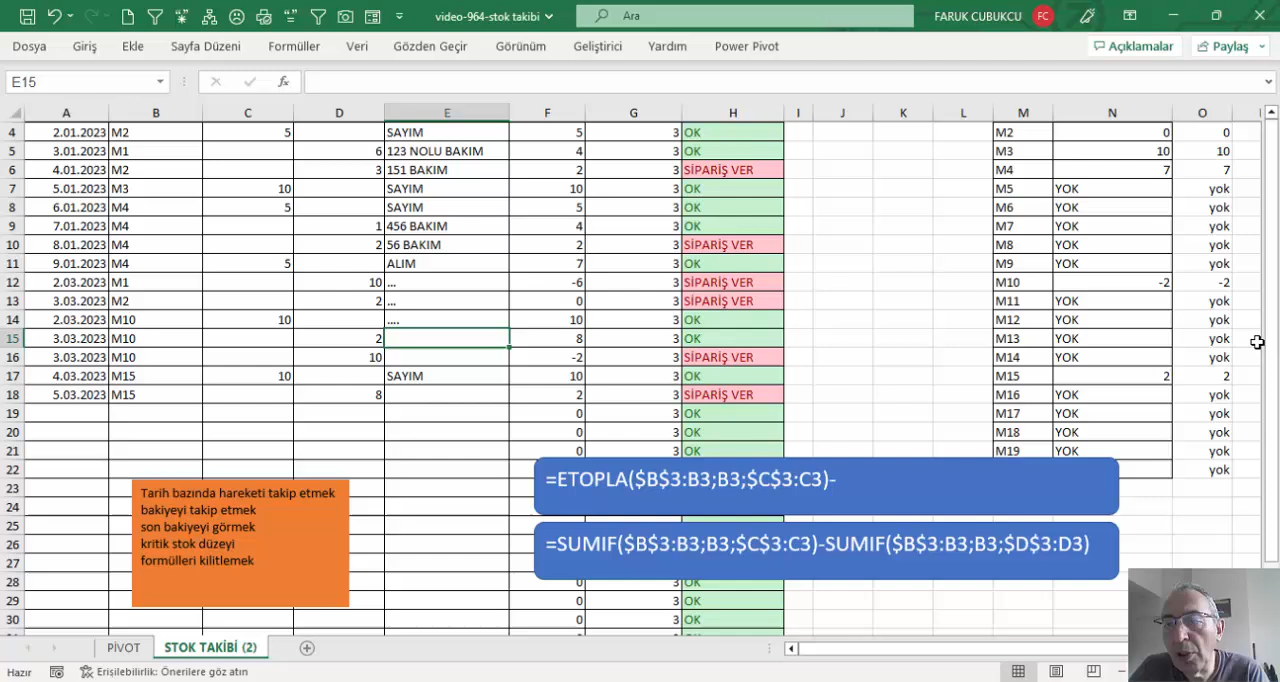 video-964-stok takibi
Ara
FARUK CUBUKCU FC
Dosya Giriş Ekle Sayfa Düzeni Formüller Veri Gözden Geçir Görünüm Geliştirici Yardım Power Pivot Açıklamalar Paylaş
E15 fx
A B C D E F G H I J K L M N O
4 2.01.2023 M2 5 SAYIM 5 3 OK M2 0 0
5 3.01.2023 M1 6 123 NOLU BAKIM 4 3 OK M3 10 10
6 4.01.2023 M2 3 151 BAKIM 2 3 SİPARİŞ VER M4 7 7
7 5.01.2023 M3 10 SAYIM 10 3 OK M5 YOK yok
8 6.01.2023 M4 5 SAYIM 5 3 OK M6 YOK yok
9 7.01.2023 M4 1 456 BAKIM 4 3 OK M7 YOK yok
10 8.01.2023 M4 2 56 BAKIM 2 3 SİPARİŞ VER M8 YOK yok
11 9.01.2023 M4 5 ALIM 7 3 OK M9 YOK yok
12 2.03.2023 M1 10 ... -6 3 SİPARİŞ VER M10 -2 -2
13 3.03.2023 M2 2 ... 0 3 SİPARİŞ VER M11 YOK yok
14 2.03.2023 M10 10 .... 10 3 OK M12 YOK yok
15 3.03.2023 M10 2 8 3 OK M13 YOK yok
16 3.03.2023 M10 10 -2 3 SİPARİŞ VER M14 YOK yok
17 4.03.2023 M15 10 SAYIM 10 3 OK M15 2 2
18 5.03.2023 M15 8 2 3 SİPARİŞ VER M16 YOK yok
19 0 3 OK M17 YOK yok
20 0 3 OK M18 YOK yok
21 0 3 OK M19 YOK yok
22 yok
23
24
25
26
27
28 0 3 OK
29 0 3 OK
30 0 3 OK
Tarih bazında hareketi takip etmek
bakiyeyi takip etmek
son bakiyeyi görmek
kritik stok düzeyi
formülleri kilitlemek
=ETOPLA($B$3:B3;B3;$C$3:C3)-
=SUMIF($B$3:B3;B3;$C$3:C3)-SUMIF($B$3:B3;B3;$D$3:D3)
PİVOT STOK TAKİBİ (2)
Hazır Erişilebilirlik: Önerilere göz atın